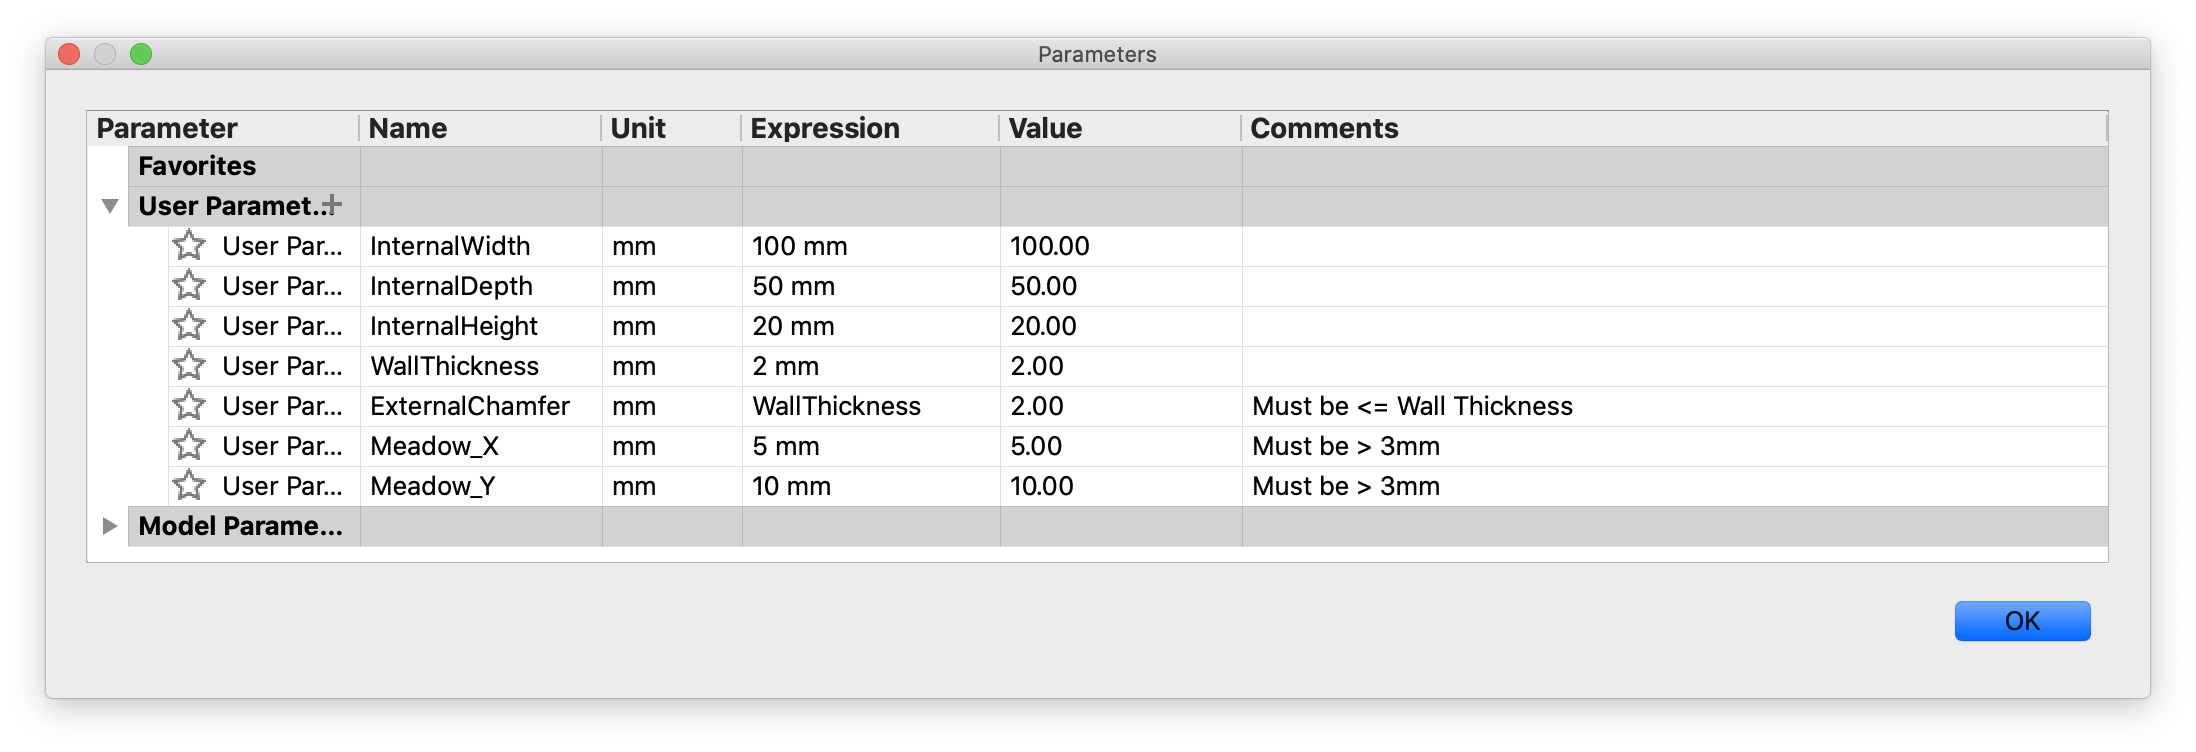 Parameters
Parameter Name Unit Expression Value Comments
Favorites
User Paramet...
User Par... InternalWidth mm 100 mm 100.00
User Par... InternalDepth mm 50 mm 50.00
User Par... InternalHeight mm 20 mm 20.00
User Par... WallThickness mm 2 mm 2.00
User Par... ExternalChamfer mm WallThickness 2.00 Must be <= Wall Thickness
User Par... Meadow_X mm 5 mm 5.00 Must be > 3mm
User Par... Meadow_Y mm 10 mm 10.00 Must be > 3mm
Model Parame...
OK